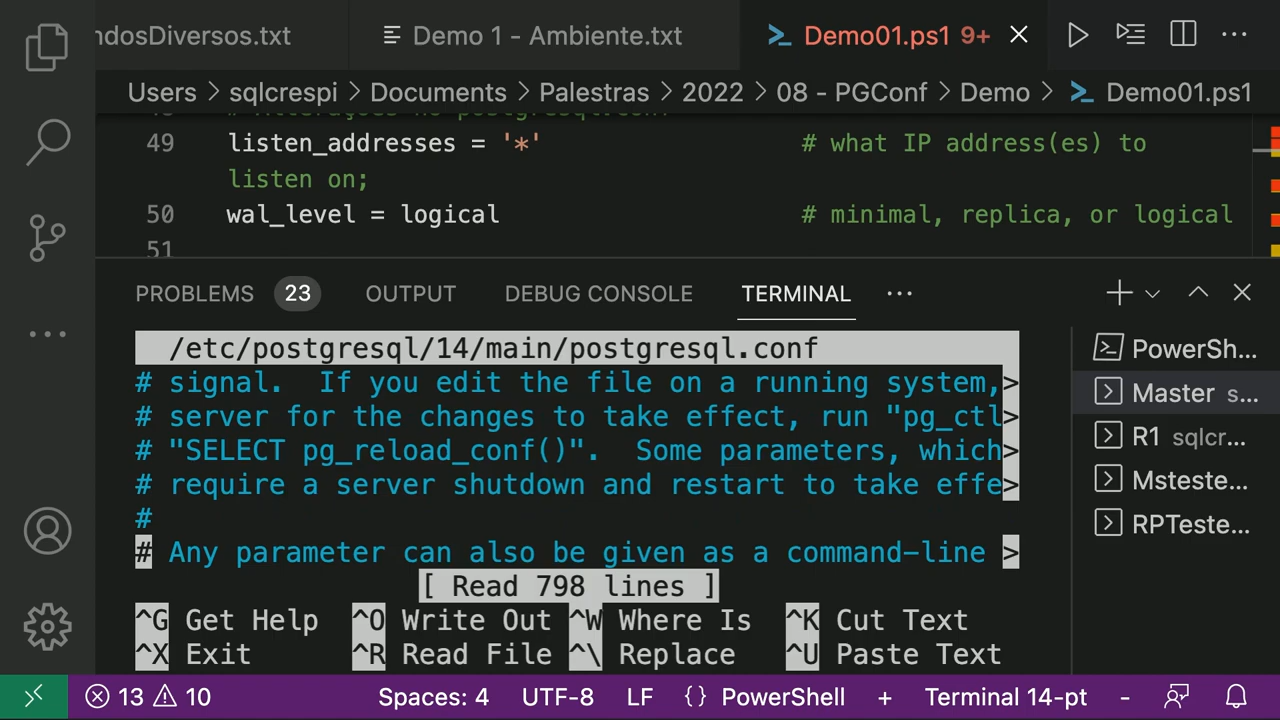 ndosDiversos.txt
Demo 1 - Ambiente.txt
Demo01.ps1 9+
Users > sqlcrespi > Documents > Palestras > 2022 > 08 - PGConf > Demo > Demo01.ps1
49 listen_addresses = '*' # what IP address(es) to
listen on;
50 wal_level = logical # minimal, replica, or logical
51
PROBLEMS 23 OUTPUT DEBUG CONSOLE TERMINAL
/etc/postgresql/14/main/postgresql.conf
# signal.  If you edit the file on a running system,>
# server for the changes to take effect, run "pg_ctl>
# "SELECT pg_reload_conf()".  Some parameters, which>
# require a server shutdown and restart to take effe>
#
# Any parameter can also be given as a command-line >
[ Read 798 lines ]
^G Get Help ^O Write Out ^W Where Is ^K Cut Text
^X Exit ^R Read File ^\ Replace ^U Paste Text
PowerSh...
Master s...
R1 sqlcr...
Msteste...
RPTeste...
13 10 Spaces: 4 UTF-8 LF {} PowerShell + Terminal 14-pt -